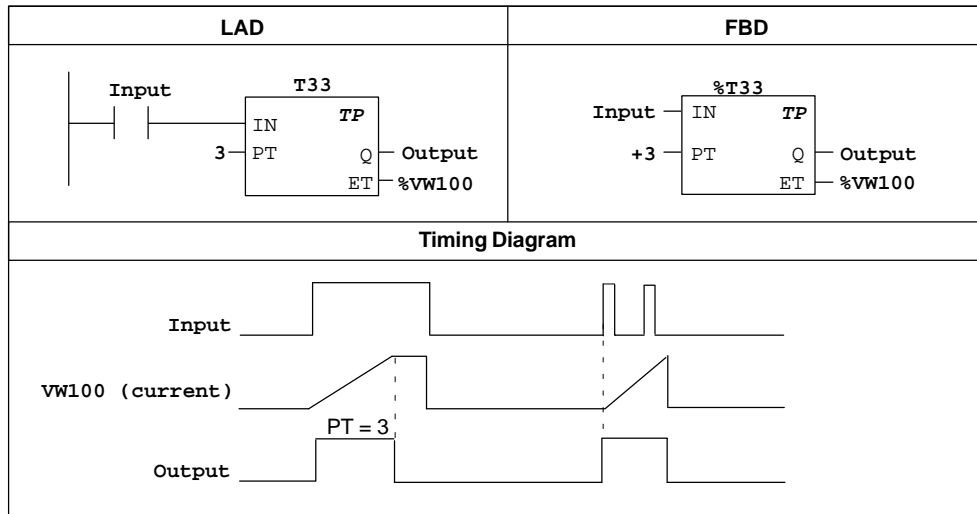 LAD
FBD
Input
T33
IN
TP
3
PT
Q
Output
ET
%VW100
%T33
Input
IN
TP
+3
PT
Q
Output
ET
%VW100
Timing Diagram
Input
VW100 (current)
PT = 3
Output